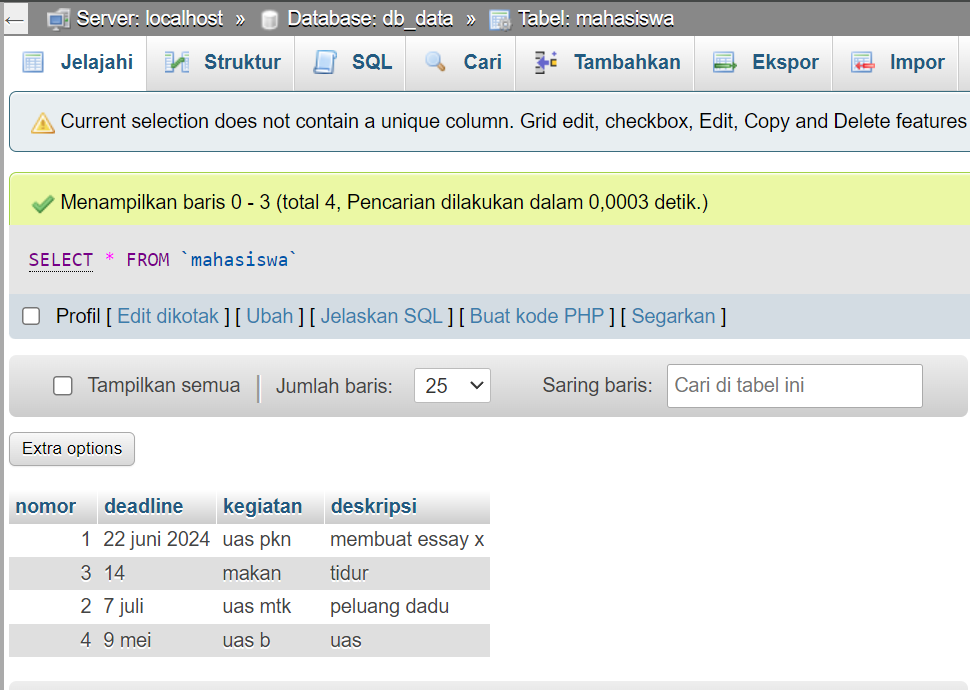 ← Server: localhost » Database: db_data » Tabel: mahasiswa
Jelajahi Struktur SQL Cari Tambahkan Ekspor Impor
Current selection does not contain a unique column. Grid edit, checkbox, Edit, Copy and Delete features
Menampilkan baris 0 - 3 (total 4, Pencarian dilakukan dalam 0,0003 detik.)
SELECT * FROM `mahasiswa`
Profil [ Edit dikotak ] [ Ubah ] [ Jelaskan SQL ] [ Buat kode PHP ] [ Segarkan ]
Tampilkan semua | Jumlah baris: 25 Saring baris: Cari di tabel ini
Extra options
nomor deadline kegiatan deskripsi
1 22 juni 2024 uas pkn membuat essay x
3 14 makan tidur
2 7 juli uas mtk peluang dadu
4 9 mei uas b uas